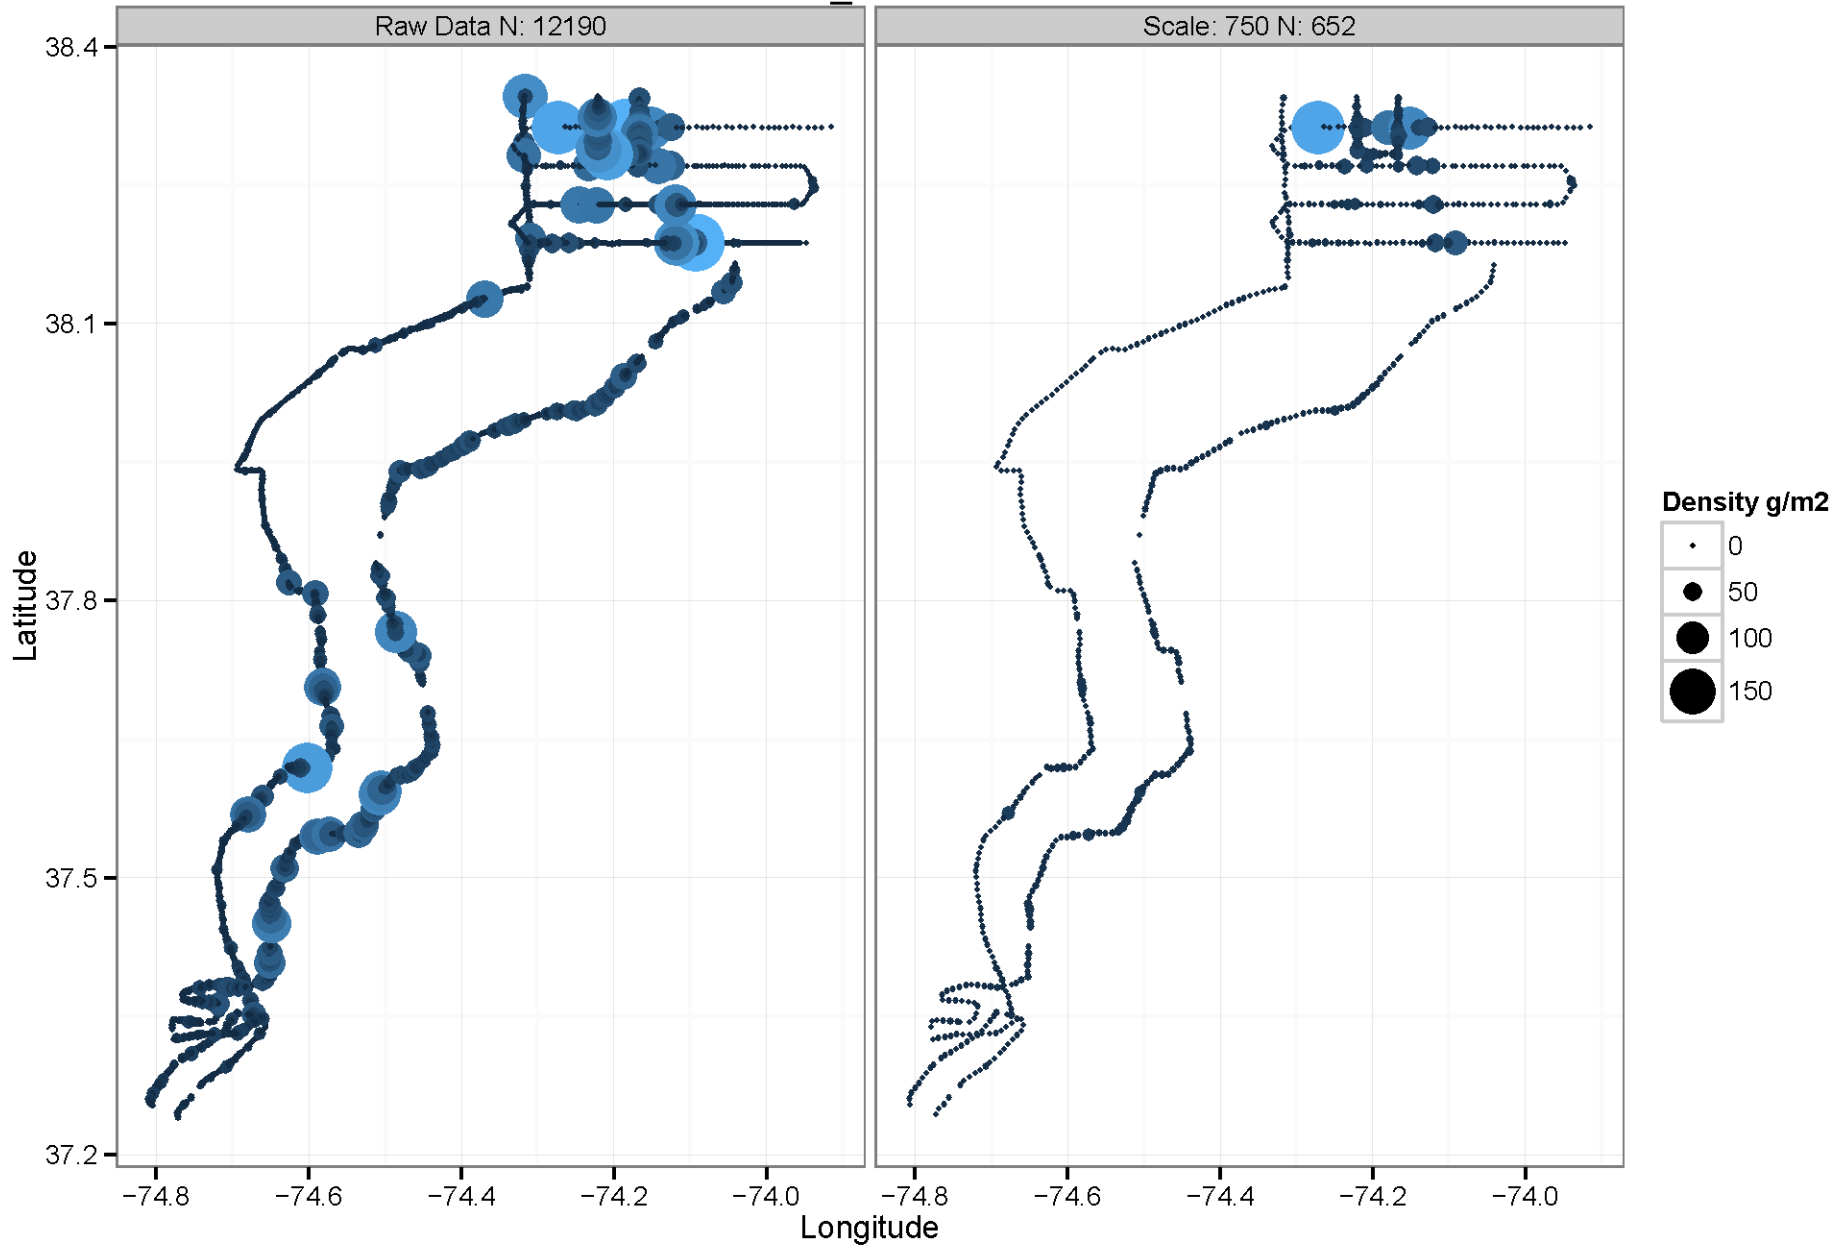 Raw Data N: 12190
Scale: 750 N: 652
38.4
38.1
37.8
37.5
37.2
Latitude
−74.8 −74.6 −74.4 −74.2 −74.0
−74.8 −74.6 −74.4 −74.2 −74.0
Longitude
Density g/m2
0
50
100
150